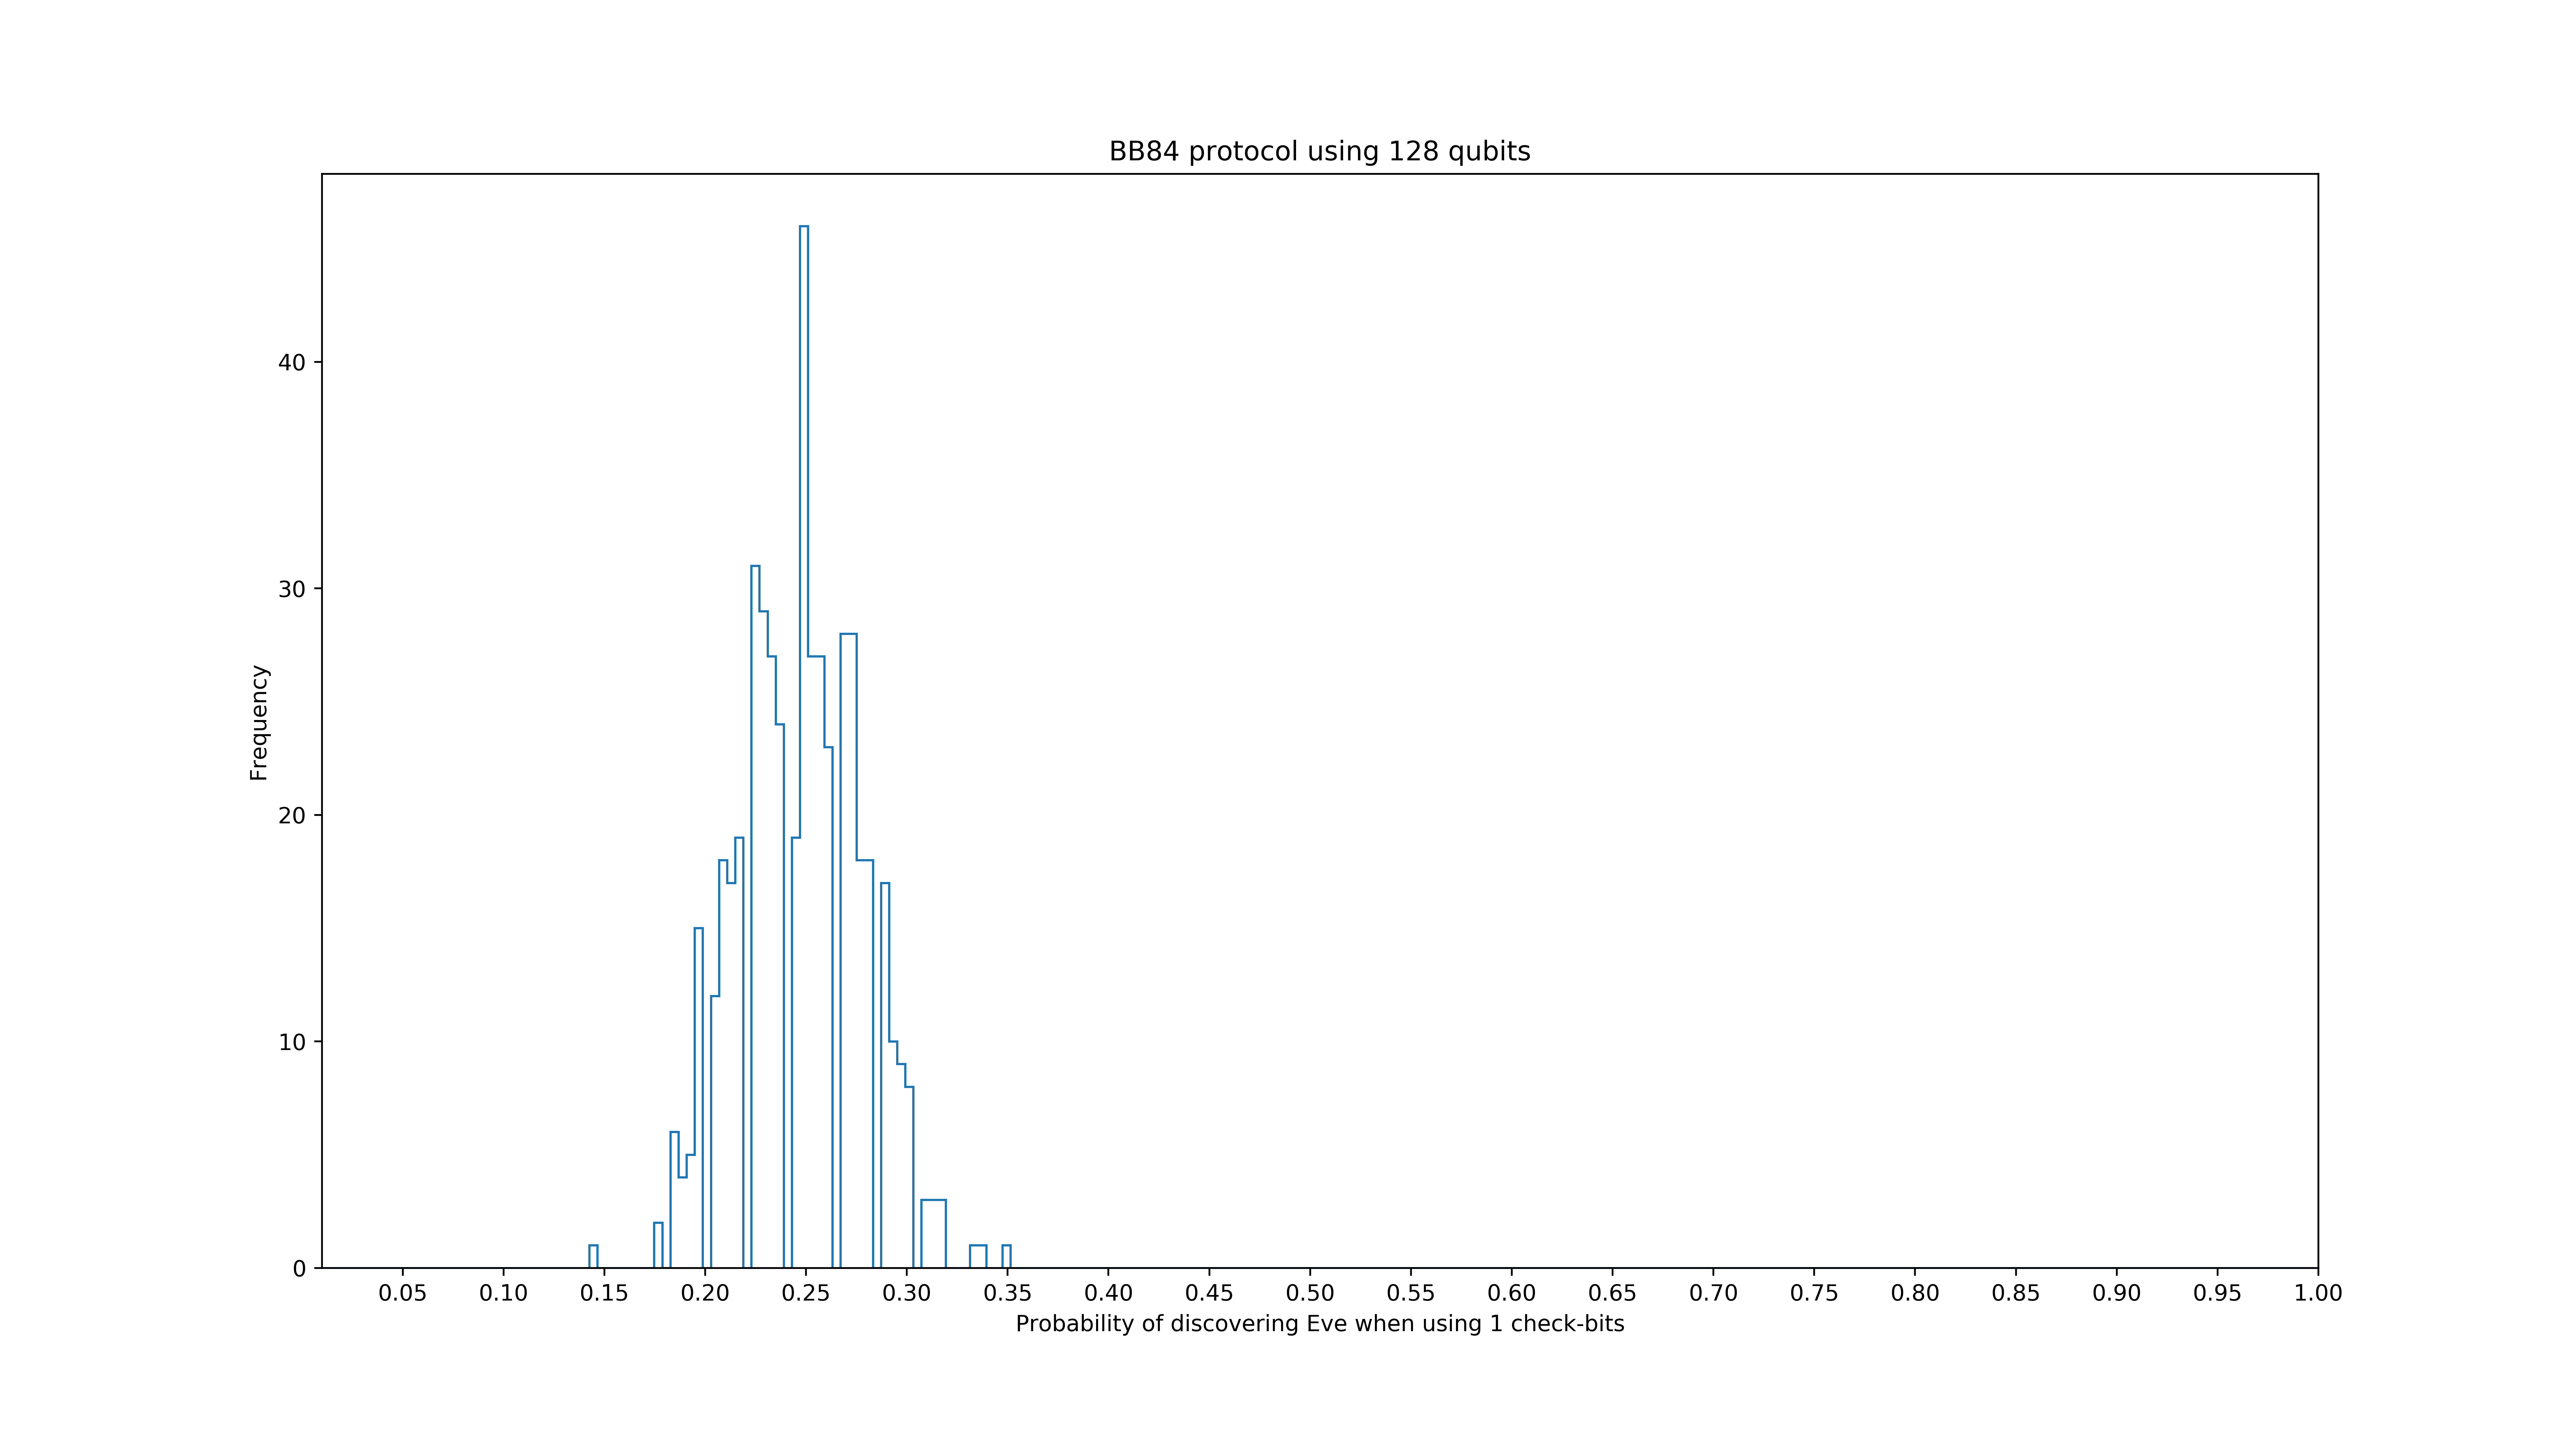 BB84 protocol using 128 qubits
Frequency
40
30
20
10
0
0.05 0.10 0.15 0.20 0.25 0.30 0.35 0.40 0.45 0.50 0.55 0.60 0.65 0.70 0.75 0.80 0.85 0.90 0.95 1.00
Probability of discovering Eve when using 1 check-bits